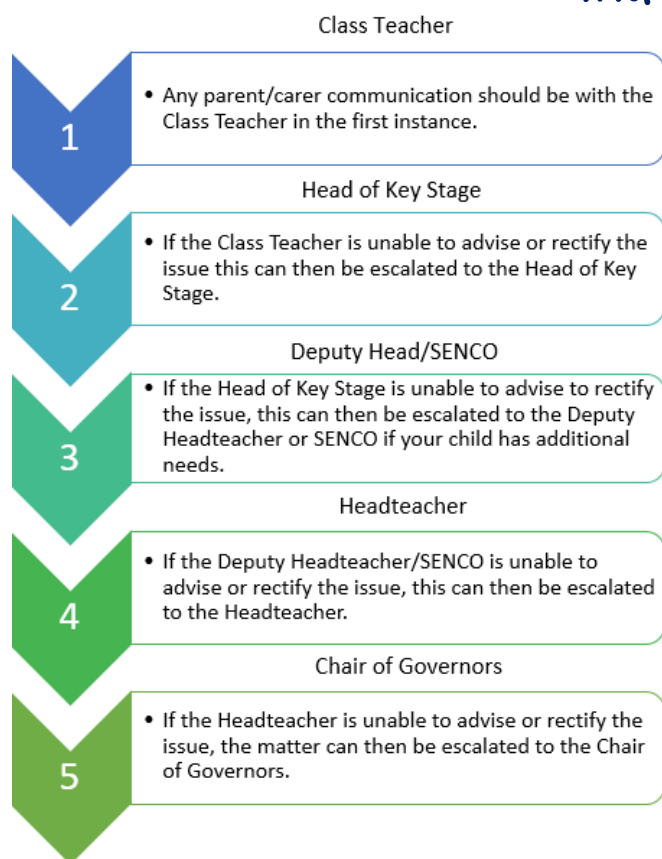 Class Teacher
1
• Any parent/carer communication should be with the
Class Teacher in the first instance.
Head of Key Stage
2
• If the Class Teacher is unable to advise or rectify the
issue this can then be escalated to the Head of Key
Stage.
Deputy Head/SENCO
3
• If the Head of Key Stage is unable to advise to rectify
the issue, this can then be escalated to the Deputy
Headteacher or SENCO if your child has additional
needs.
Headteacher
4
• If the Deputy Headteacher/SENCO is unable to
advise or rectify the issue, this can then be escalated
to the Headteacher.
Chair of Governors
5
• If the Headteacher is unable to advise or rectify the
issue, the matter can then be escalated to the Chair
of Governors.